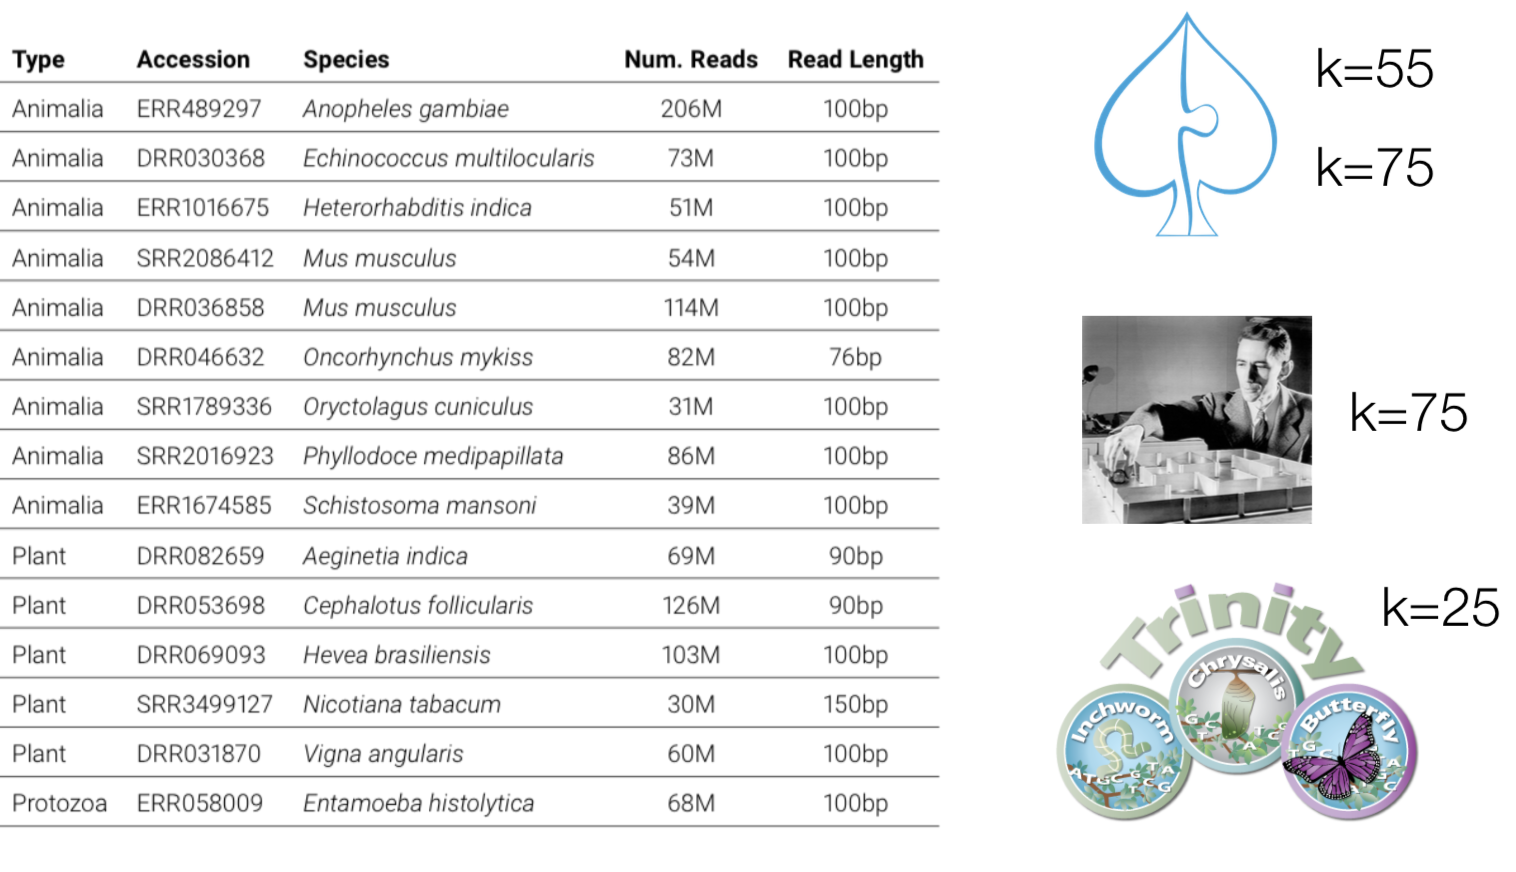 Type Accession Species Num. Reads Read Length
Animalia ERR489297 Anopheles gambiae 206M 100bp
Animalia DRR030368 Echinococcus multilocularis 73M 100bp
Animalia ERR1016675 Heterorhabditis indica 51M 100bp
Animalia SRR2086412 Mus musculus 54M 100bp
Animalia DRR036858 Mus musculus 114M 100bp
Animalia DRR046632 Oncorhynchus mykiss 82M 76bp
Animalia SRR1789336 Oryctolagus cuniculus 31M 100bp
Animalia SRR2016923 Phyllodoce medipapillata 86M 100bp
Animalia ERR1674585 Schistosoma mansoni 39M 100bp
Plant DRR082659 Aeginetia indica 69M 90bp
Plant DRR053698 Cephalotus follicularis 126M 90bp
Plant DRR069093 Hevea brasiliensis 103M 100bp
Plant SRR3499127 Nicotiana tabacum 30M 150bp
Plant DRR031870 Vigna angularis 60M 100bp
Protozoa ERR058009 Entamoeba histolytica 68M 100bp
k=55
k=75
k=75
k=25
Trinity
Inchworm
Chrysalis
Butterfly